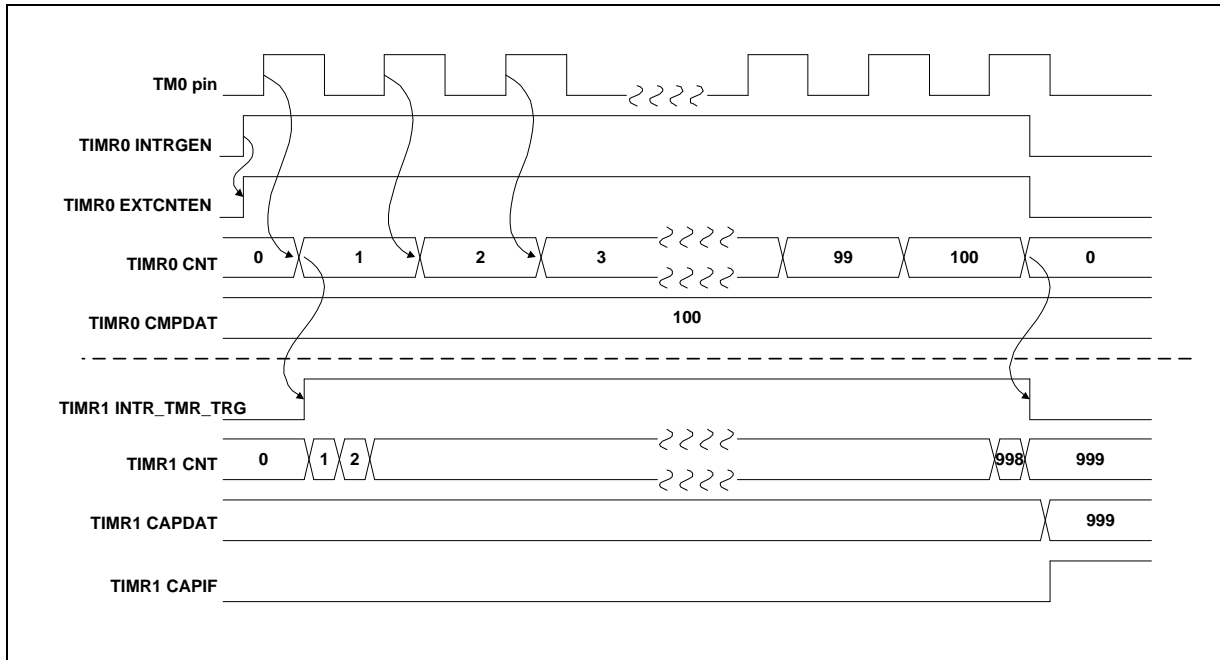 TM0 pin
TIMR0 INTRGEN
TIMR0 EXTCNTEN
TIMR0 CNT 0 1 2 3 99 100 0
TIMR0 CMPDAT 100
TIMR1 INTR_TMR_TRG
TIMR1 CNT 0 1 2 998 999
TIMR1 CAPDAT 999
TIMR1 CAPIF